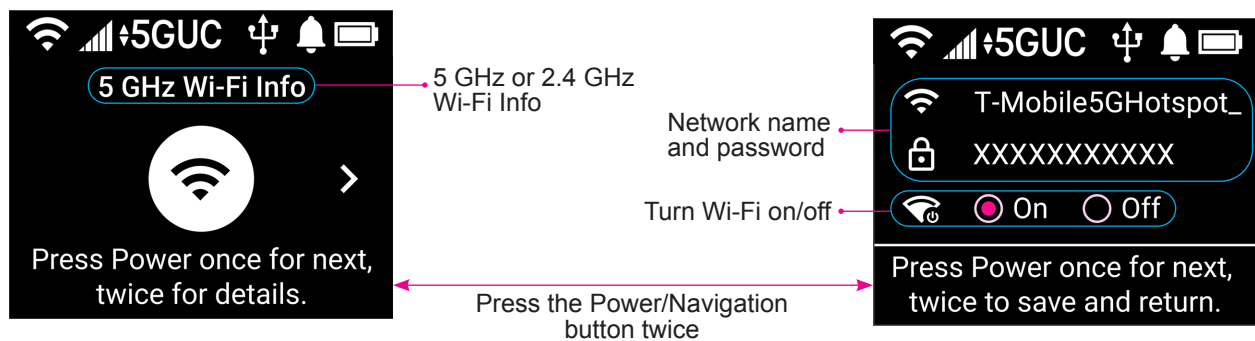 5GUC
5 GHz Wi-Fi Info
Press Power once for next,
twice for details.
5 GHz or 2.4 GHz
Wi-Fi Info
Network name
and password
Turn Wi-Fi on/off
Press the Power/Navigation
button twice
5GUC
T-Mobile5GHotspot_
XXXXXXXXXXX
On Off
Press Power once for next,
twice to save and return.